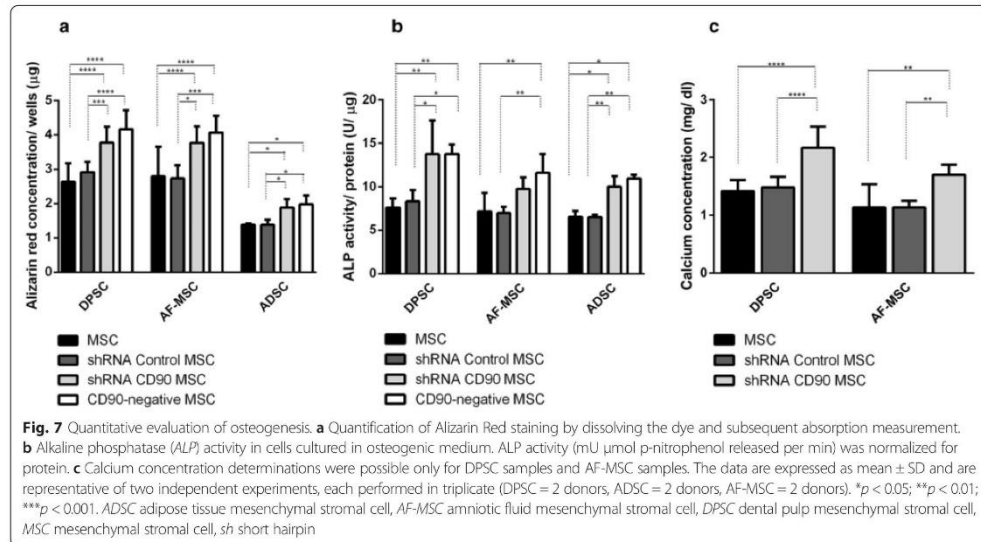 a
b
c
Alizarin red concentration/ wells (µg)
5
4
3
2
1
0
****
****
***
****
****
****
***
*
*
*
*
*
DPSC
AF-MSC
ADSC
MSC
shRNA Control MSC
shRNA CD90 MSC
CD90-negative MSC
ALP activity/ protein (U/ µg)
20
15
10
5
0
**
**
*
*
**
**
*
*
**
**
DPSC
AF-MSC
ADSC
MSC
shRNA Control MSC
shRNA CD90 MSC
CD90-negative MSC
Calcium concentration (mg/ dl)
3
2
1
0
****
****
**
**
DPSC
AF-MSC
MSC
shRNA Control MSC
shRNA CD90 MSC
Fig. 7 Quantitative evaluation of osteogenesis. a Quantification of Alizarin Red staining by dissolving the dye and subsequent absorption measurement.
b Alkaline phosphatase (ALP) activity in cells cultured in osteogenic medium. ALP activity (mU µmol p-nitrophenol released per min) was normalized for
protein. c Calcium concentration determinations were possible only for DPSC samples and AF-MSC samples. The data are expressed as mean ± SD and are
representative of two independent experiments, each performed in triplicate (DPSC = 2 donors, ADSC = 2 donors, AF-MSC = 2 donors). *p < 0.05; **p < 0.01;
***p < 0.001. ADSC adipose tissue mesenchymal stromal cell, AF-MSC amniotic fluid mesenchymal stromal cell, DPSC dental pulp mesenchymal stromal cell,
MSC mesenchymal stromal cell, sh short hairpin